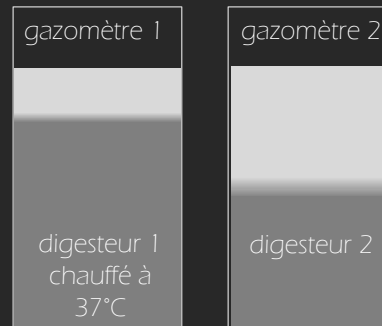 gazomètre 1
gazomètre 2
digesteur 1
chauffé à
37°C
digesteur 2